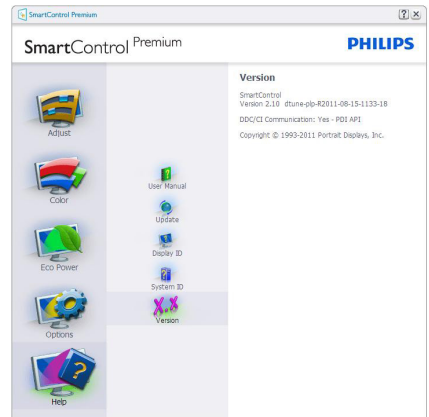 SmartControl Premium
? ×
SmartControl Premium
PHILIPS
Adjust
Color
Eco Power
Options
Help
User Manual
Update
Display ID
System ID
X.x
Version
Version
SmartControl
Version 2.10 dtune-plp-R2011-08-15-1133-18
DDC/CI Communication: Yes - PDI API
Copyright © 1993-2011 Portrait Displays, Inc.